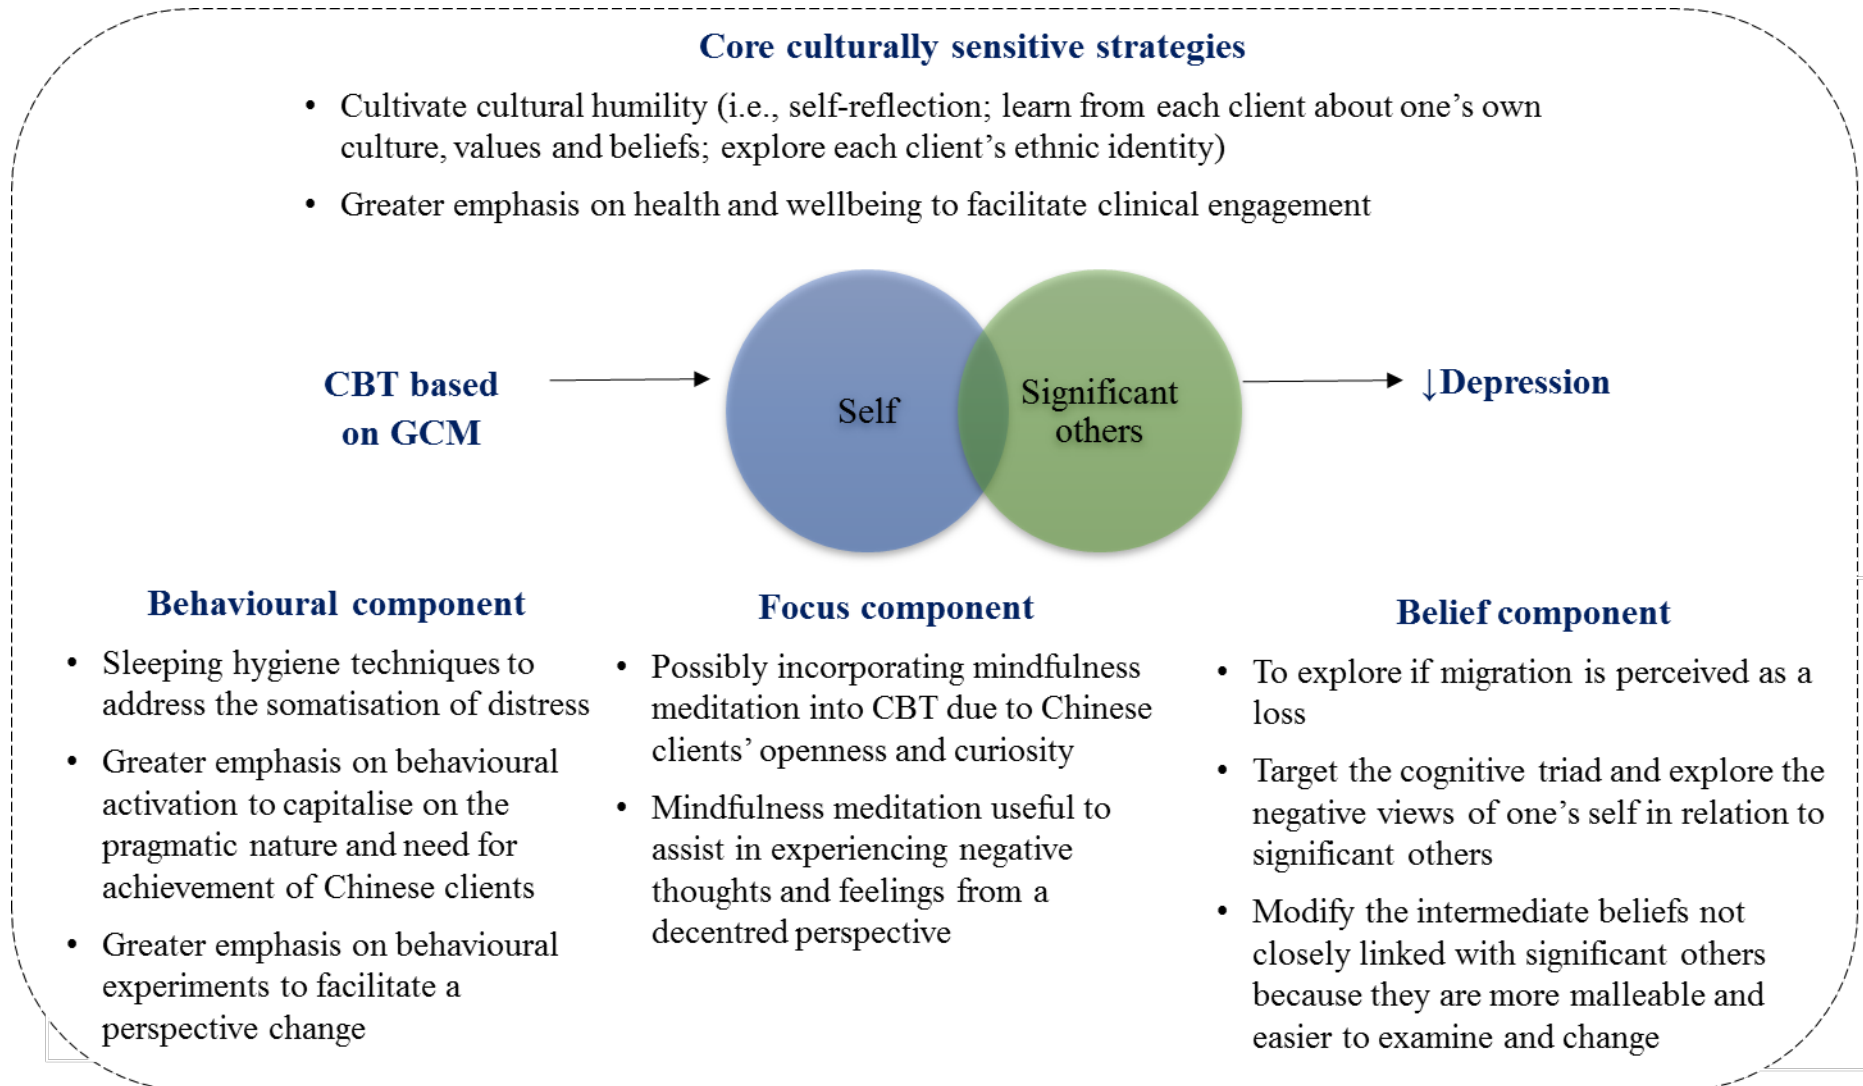 Core culturally sensitive strategies
• Cultivate cultural humility (i.e., self-reflection; learn from each client about one's own
culture, values and beliefs; explore each client's ethnic identity)
• Greater emphasis on health and wellbeing to facilitate clinical engagement
CBT based
on GCM
Self
Significant
others
↓Depression
Behavioural component
• Sleeping hygiene techniques to
address the somatisation of distress
• Greater emphasis on behavioural
activation to capitalise on the
pragmatic nature and need for
achievement of Chinese clients
• Greater emphasis on behavioural
experiments to facilitate a
perspective change
Focus component
• Possibly incorporating mindfulness
meditation into CBT due to Chinese
clients' openness and curiosity
• Mindfulness meditation useful to
assist in experiencing negative
thoughts and feelings from a
decentred perspective
Belief component
• To explore if migration is perceived as a
loss
• Target the cognitive triad and explore the
negative views of one's self in relation to
significant others
• Modify the intermediate beliefs not
closely linked with significant others
because they are more malleable and
easier to examine and change